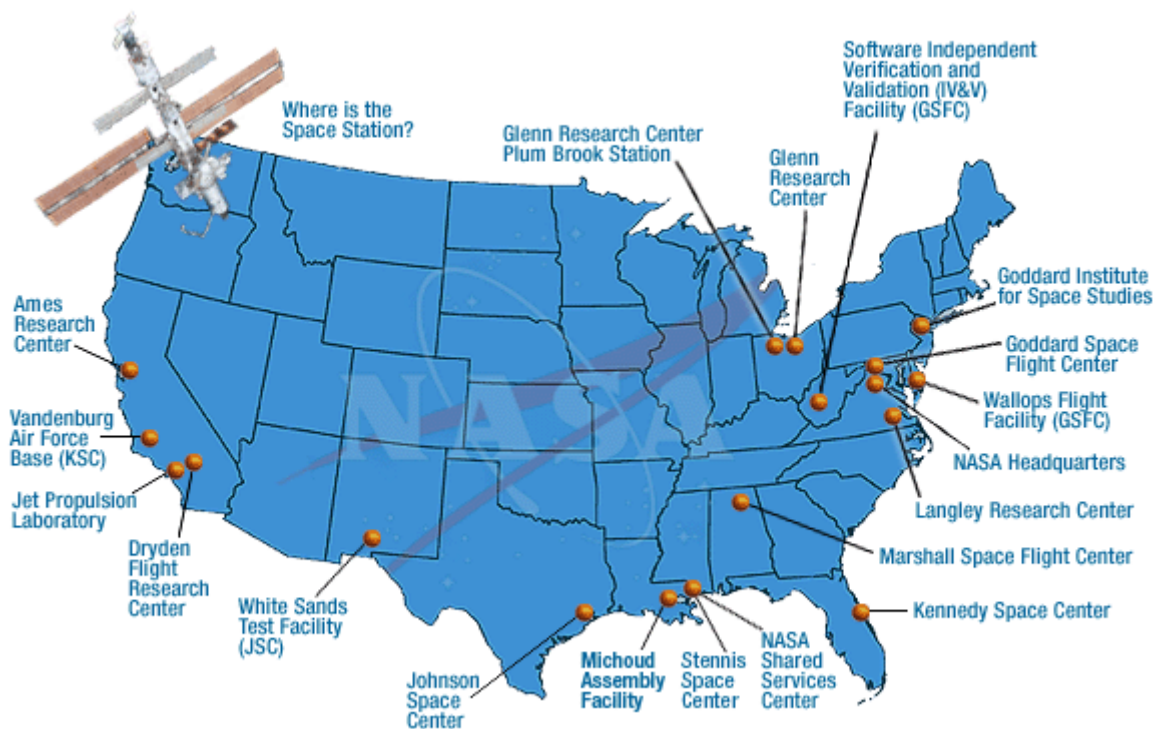 Where is the
Space Station?
Software Independent
Verification and
Validation (IV&V)
Facility (GSFC)
Glenn Research Center
Plum Brook Station
Glenn
Research
Center
Goddard Institute
for Space Studies
Ames
Research
Center
Goddard Space
Flight Center
Wallops Flight
Facility (GSFC)
Vandenburg
Air Force
Base (KSC)
NASA
NASA Headquarters
Jet Propulsion
Laboratory
Langley Research Center
Dryden
Flight
Research
Center
Marshall Space Flight Center
White Sands
Test Facility
(JSC)
Kennedy Space Center
Johnson
Space
Center
Michoud
Assembly
Facility
Stennis
Space
Center
NASA
Shared
Services
Center